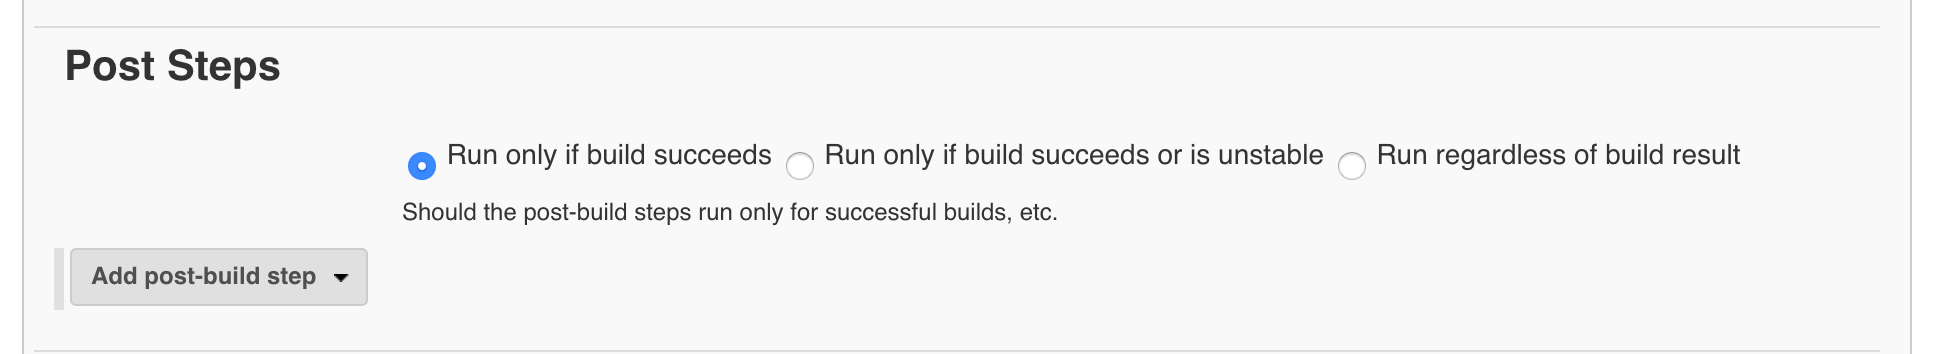 Post Steps
Run only if build succeeds Run only if build succeeds or is unstable Run regardless of build result
Should the post-build steps run only for successful builds, etc.
Add post-build step